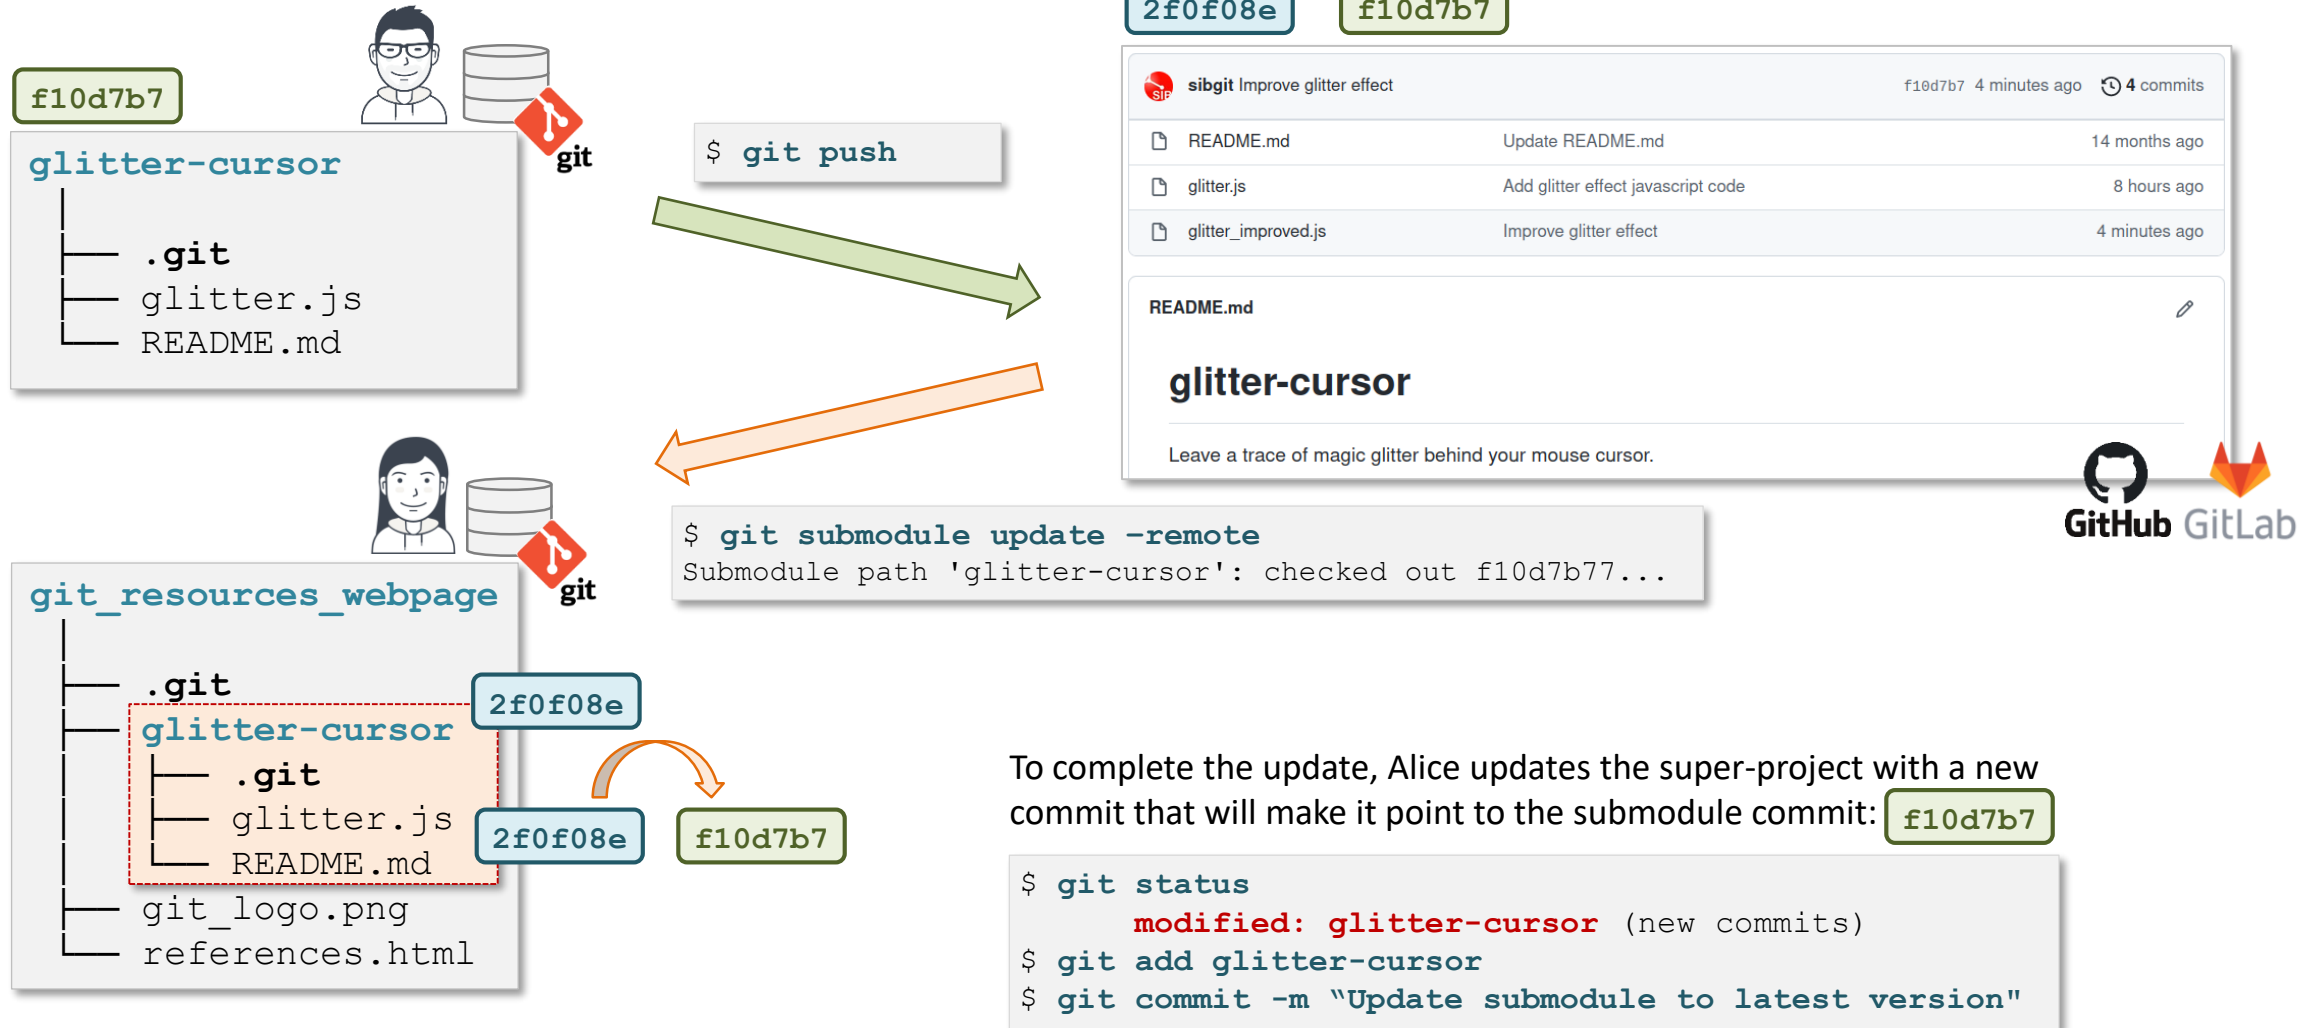 2f0f08e f10d7b7
f10d7b7
glitter-cursor
.git
glitter.js
README.md
git
$ git push
SIB
sibgit Improve glitter effect f10d7b7 4 minutes ago 4 commits
README.md Update README.md 14 months ago
glitter.js Add glitter effect javascript code 8 hours ago
glitter_improved.js Improve glitter effect 4 minutes ago
README.md
glitter-cursor
Leave a trace of magic glitter behind your mouse cursor.
GitHub GitLab
$ git submodule update –remote
Submodule path 'glitter-cursor': checked out f10d7b77...
git
git_resources_webpage
.git
glitter-cursor
.git
glitter.js
README.md
git_logo.png
references.html
2f0f08e
2f0f08e f10d7b7
To complete the update, Alice updates the super-project with a new
commit that will make it point to the submodule commit: f10d7b7
$ git status
modified: glitter-cursor (new commits)
$ git add glitter-cursor
$ git commit -m “Update submodule to latest version"